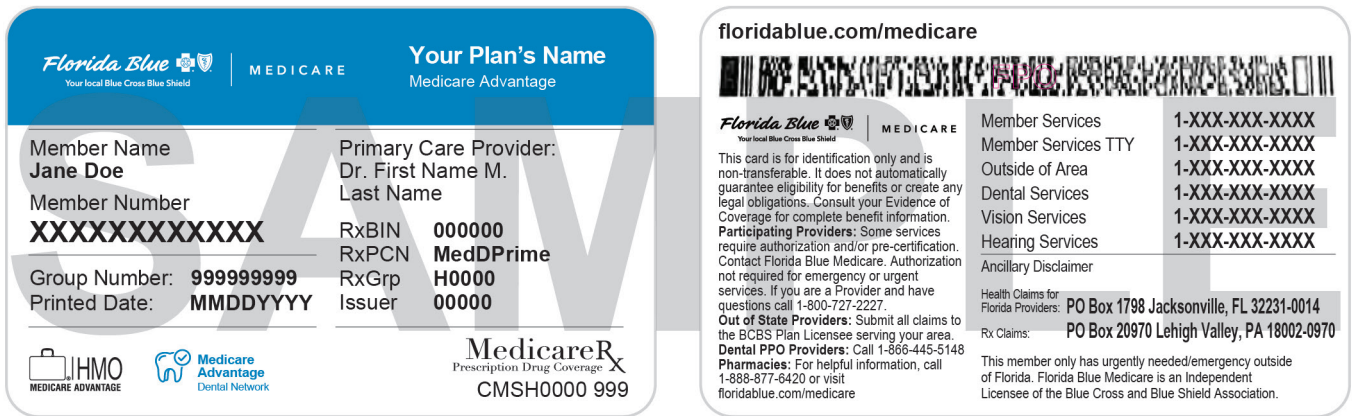 Florida Blue
Your local Blue Cross Blue Shield
MEDICARE
Your Plan's Name
Medicare Advantage
Member Name
Jane Doe
Member Number
XXXXXXXXXXXX
Group Number: 999999999
Printed Date: MMDDYYYY
Primary Care Provider:
Dr. First Name M.
Last Name
RxBIN 000000
RxPCN MedDPrime
RxGrp H0000
Issuer 00000
HMO
MEDICARE ADVANTAGE
Medicare
Advantage
Dental Network
MedicareRx
Prescription Drug Coverage
CMSH0000 999
SAMPLE
floridablue.com/medicare
FPO
Florida Blue
Your local Blue Cross Blue Shield
MEDICARE
This card is for identification only and is
non-transferable. It does not automatically
guarantee eligibility for benefits or create any
legal obligations. Consult your Evidence of
Coverage for complete benefit information.
Participating Providers: Some services
require authorization and/or pre-certification.
Contact Florida Blue Medicare. Authorization
not required for emergency or urgent
services. If you are a Provider and have
questions call 1-800-727-2227.
Out of State Providers: Submit all claims to
the BCBS Plan Licensee serving your area.
Dental PPO Providers: Call 1-866-445-5148
Pharmacies: For helpful information, call
1-888-877-6420 or visit
floridablue.com/medicare
Member Services 1-XXX-XXX-XXXX
Member Services TTY 1-XXX-XXX-XXXX
Outside of Area 1-XXX-XXX-XXXX
Dental Services 1-XXX-XXX-XXXX
Vision Services 1-XXX-XXX-XXXX
Hearing Services 1-XXX-XXX-XXXX
Ancillary Disclaimer
Health Claims for
Florida Providers: PO Box 1798 Jacksonville, FL 32231-0014
Rx Claims: PO Box 20970 Lehigh Valley, PA 18002-0970
This member only has urgently needed/emergency outside
of Florida. Florida Blue Medicare is an Independent
Licensee of the Blue Cross and Blue Shield Association.